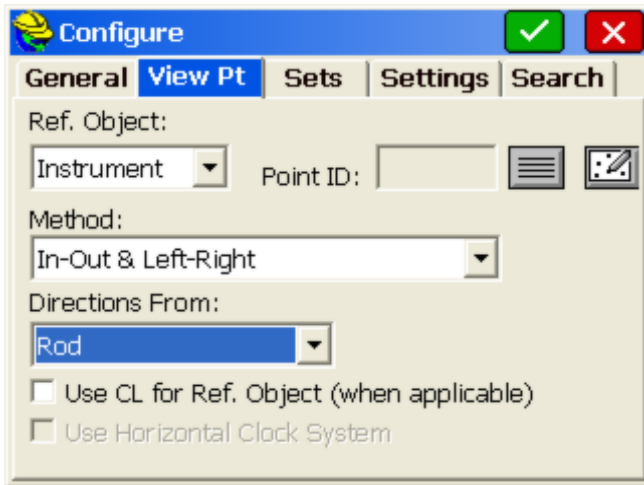 Configure
General View Pt Sets Settings Search
Ref. Object:
Instrument Point ID:
Method:
In-Out & Left-Right
Directions From:
Rod
Use CL for Ref. Object (when applicable)
Use Horizontal Clock System